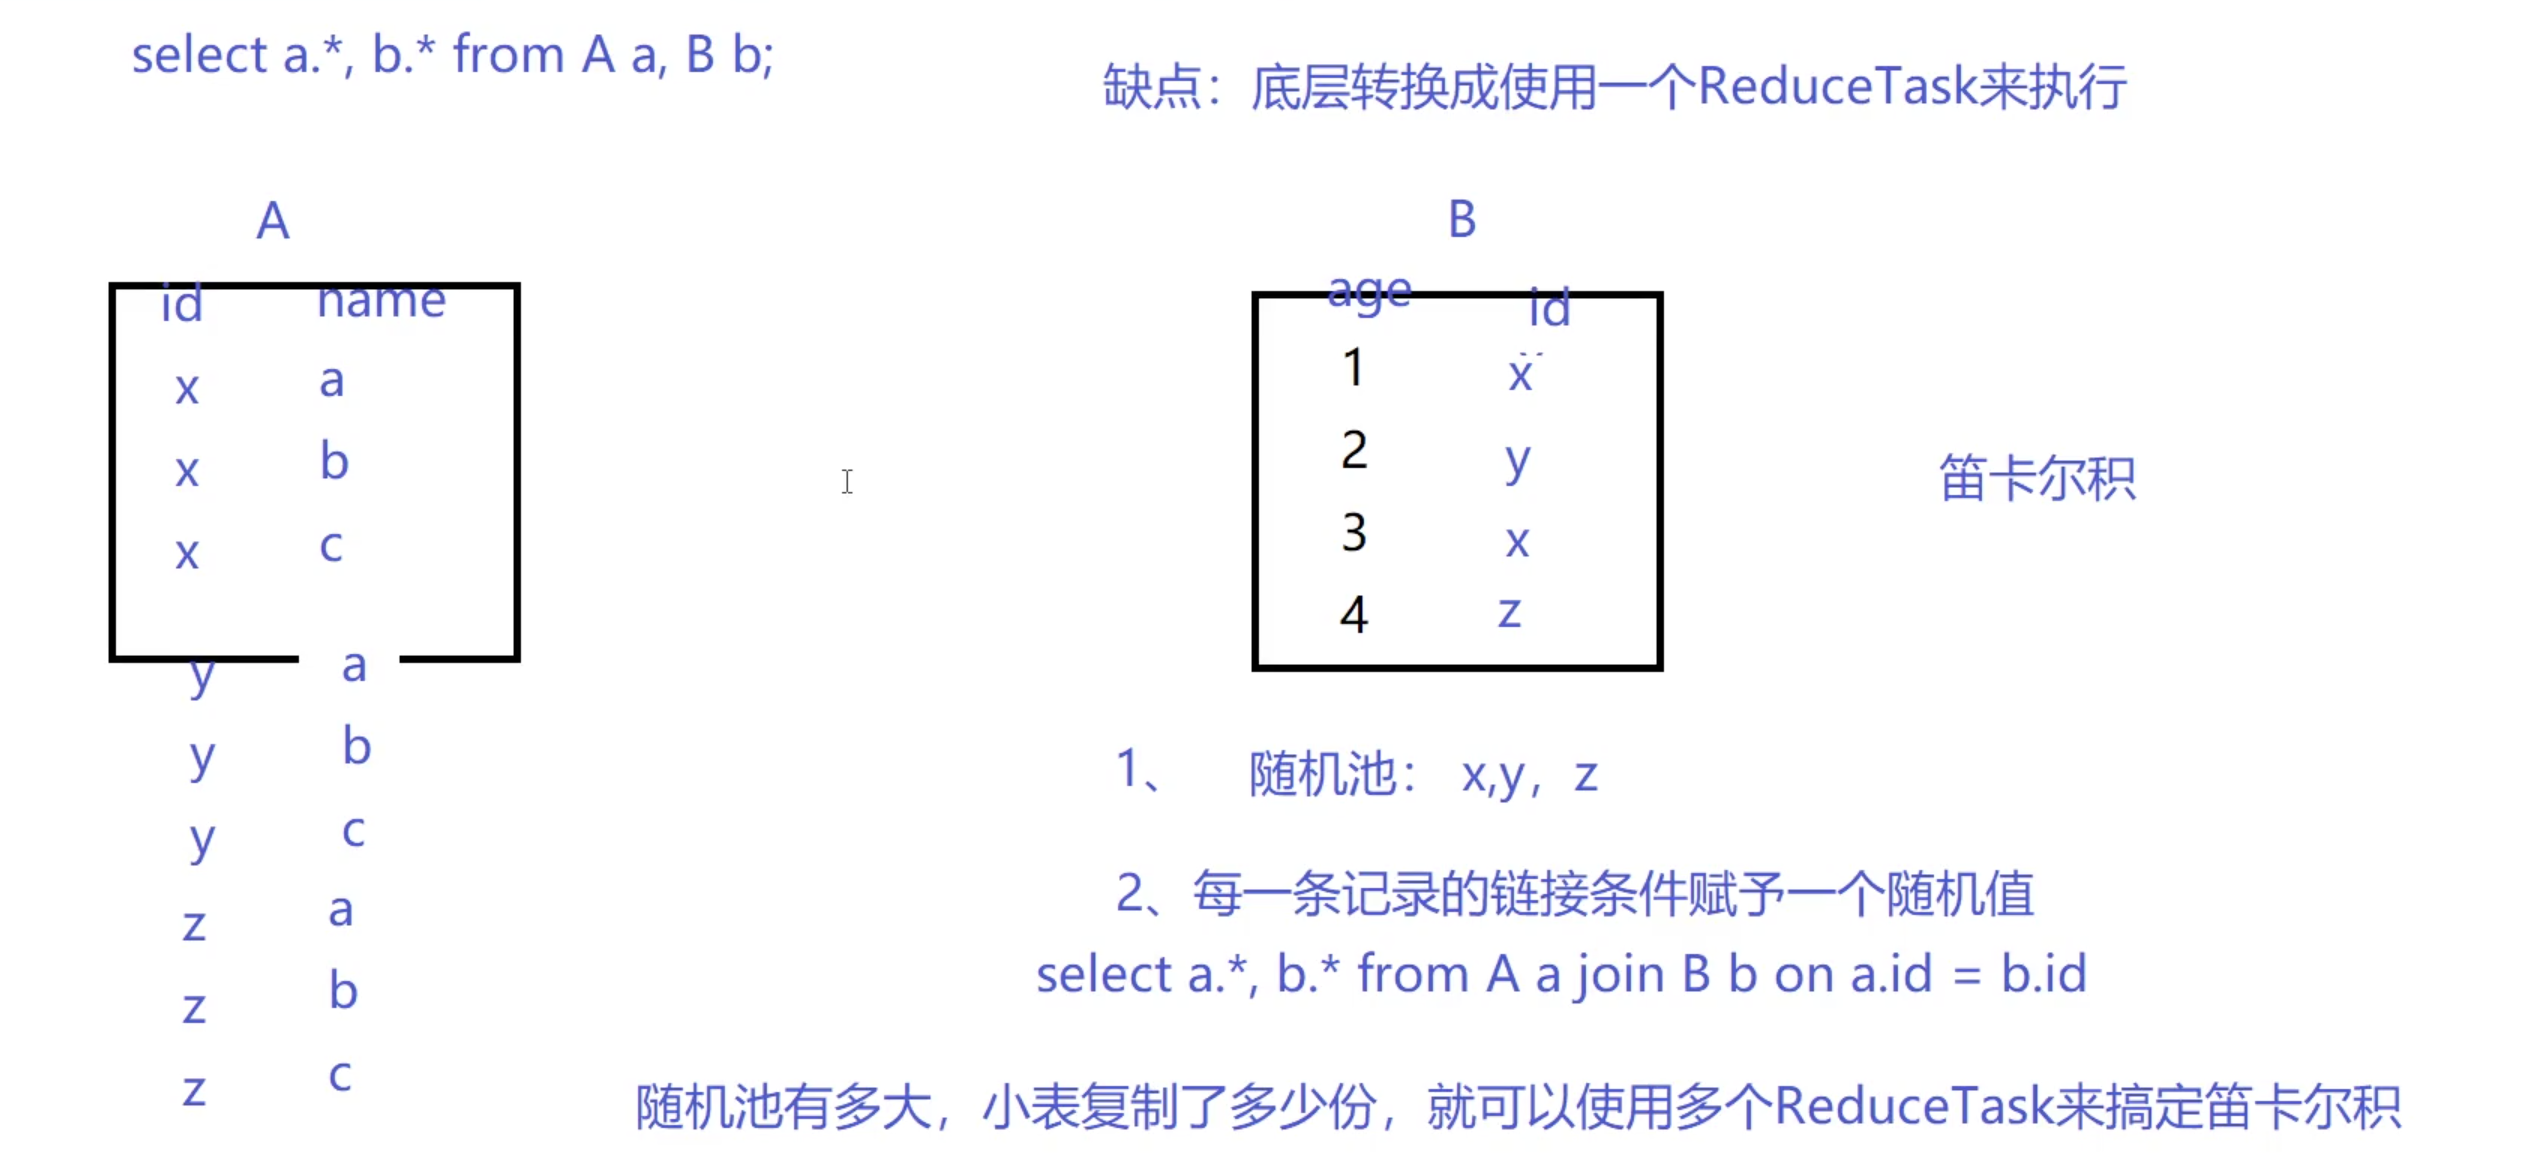 select a.*, b.* from A a, B b;
缺点：底层转换成使用一个ReduceTask来执行
A
id name
x a
x b
x c
y a
y b
y c
z a
z b
z c
B
age id
1 x
2 y
3 x
4 z
笛卡尔积
1、 随机池： x,y，z
2、每一条记录的链接条件赋予一个随机值
select a.*, b.* from A a join B b on a.id = b.id
随机池有多大，小表复制了多少份，就可以使用多个ReduceTask来搞定笛卡尔积